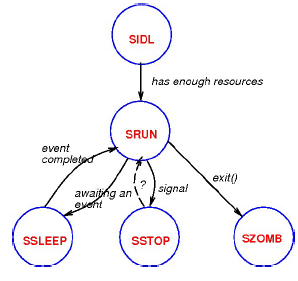 SIDL
has enough resources
SRUN
event
completed
awaiting an
event
?
signal
exit()
SSLEEP
SSTOP
SZOMB